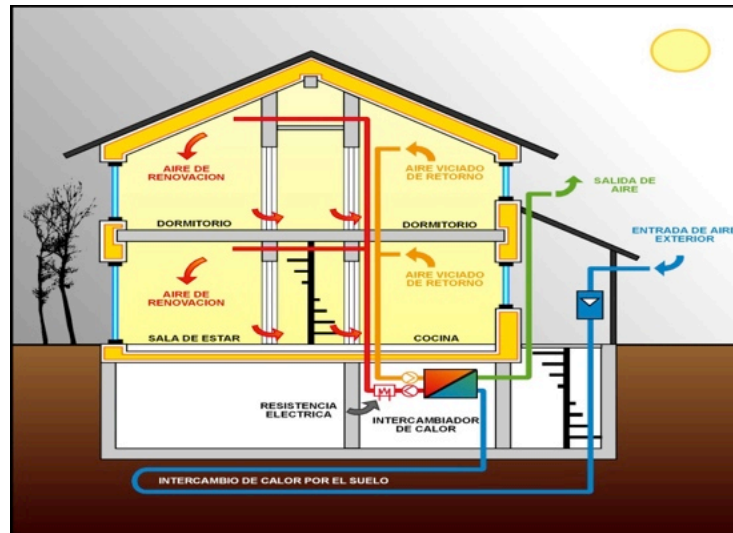 AIRE DE
RENOVACION
AIRE VICIADO
DE RETORNO
SALIDA DE
AIRE
DORMITORIO
DORMITORIO
ENTRADA DE AIRE
EXTERIOR
AIRE DE
RENOVACION
AIRE VICIADO
DE RETORNO
SALA DE ESTAR
COCINA
RESISTENCIA
ELECTRICA
INTERCAMBIADOR
DE CALOR
INTERCAMBIO DE CALOR POR EL SUELO